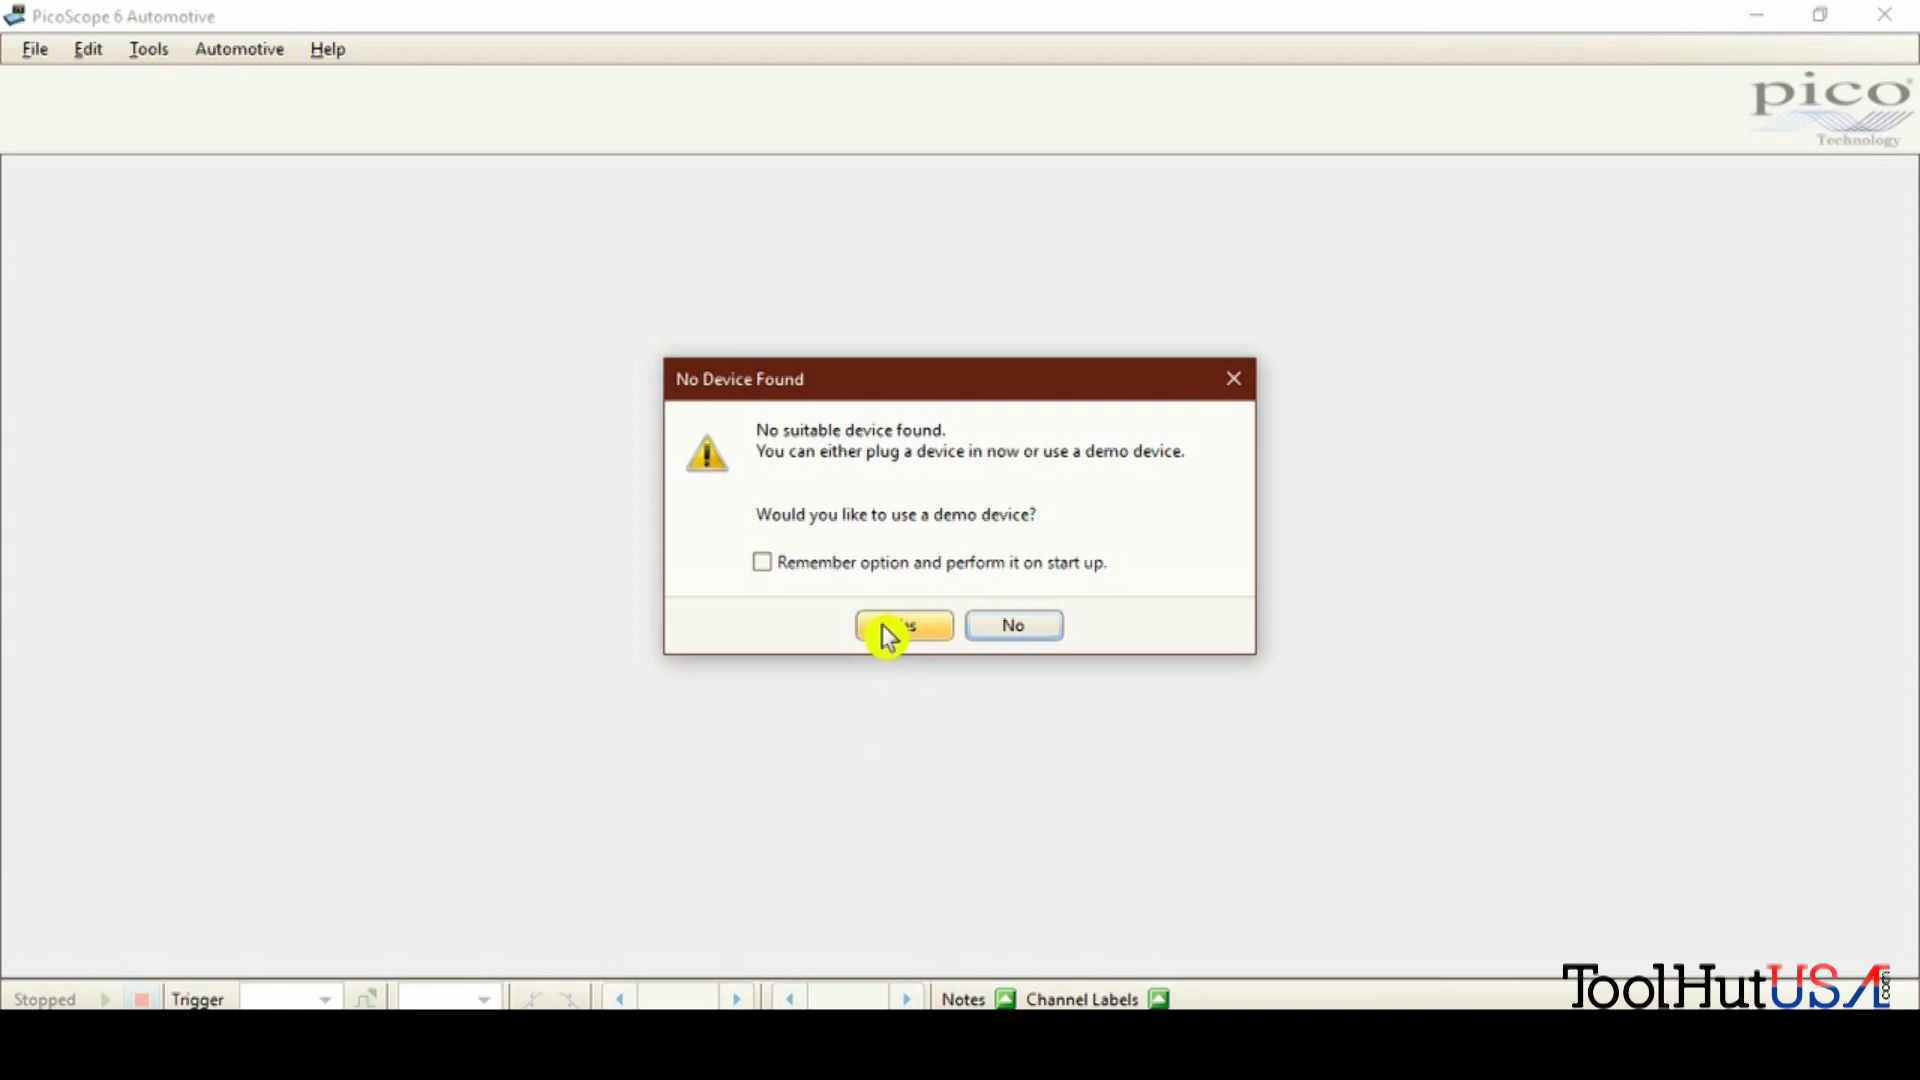 PicoScope 6 Automotive
File Edit Tools Automotive Help
pico
Technology
No Device Found
No suitable device found.
You can either plug a device in now or use a demo device.
Would you like to use a demo device?
Remember option and perform it on start up.
No
Stopped Trigger Notes Channel Labels
ToolHutUSA.com